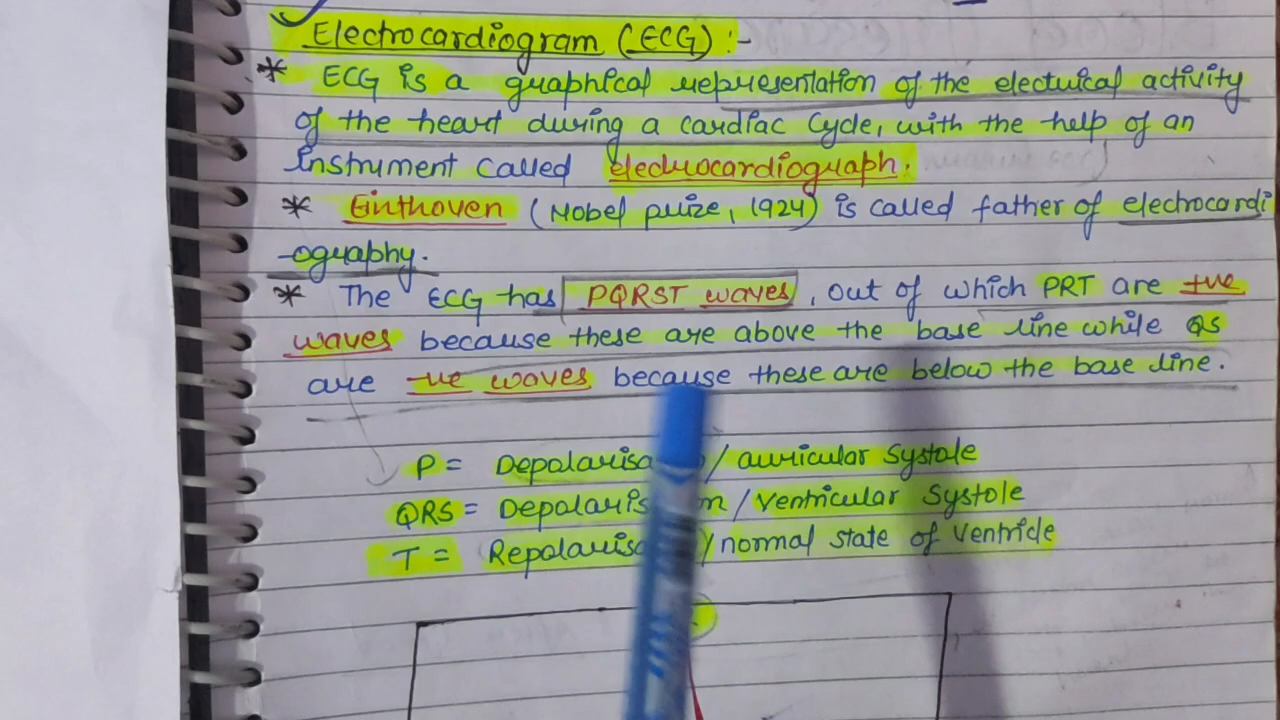 Electrocardiogram (ECG) :-
* ECG is a graphical representation of the electrical activity
of the heart during a cardiac cycle, with the help of an
instrument called electrocardiograph.
* Einthoven (Nobel prize, 1924) is called father of electrocardi
-ography.
* The ECG has PQRST waves, out of which PRT are +ve
waves because these are above the base line while QS
are -ve waves because these are below the base line.
P = / auricular systole
QRS = / ventricular systole
T = / normal state of ventricle